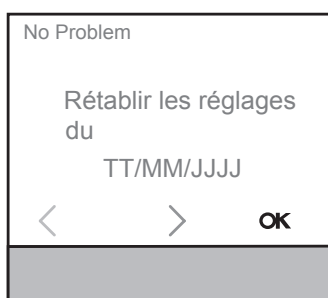 No Problem
Rétablir les réglages
du
TT/MM/JJJJ
< > OK